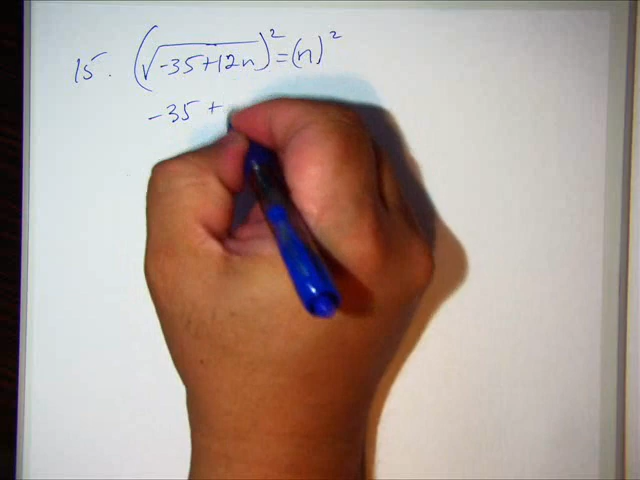 15. (√-35+12n)² = (n)²
-35 +